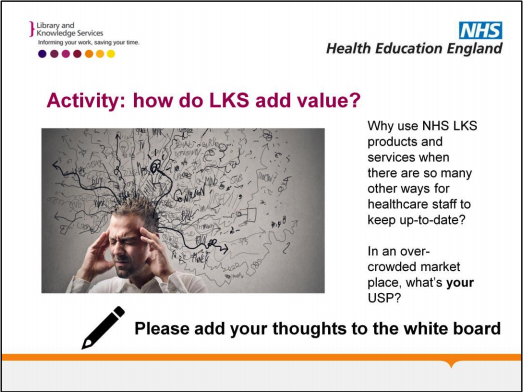 Library and
Knowledge Services
Informing your work, saving your time.
NHS
Health Education England
Activity: how do LKS add value?
Why use NHS LKS
products and
services when
there are so many
other ways for
healthcare staff to
keep up-to-date?
In an over-
crowded market
place, what's your
USP?
Please add your thoughts to the white board